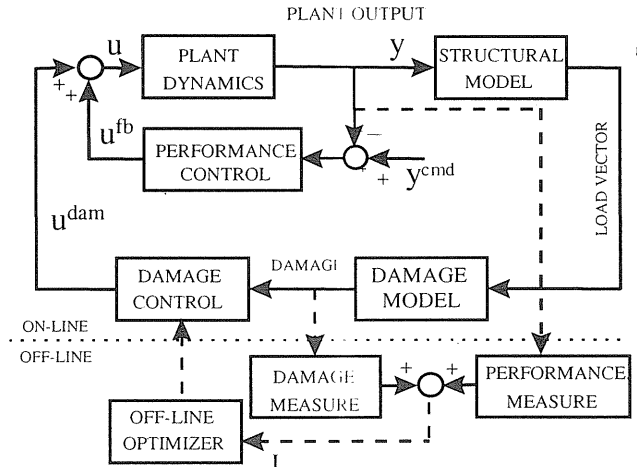 PLANT OUTPUT
u
PLANT
DYNAMICS
y
STRUCTURAL
MODEL
+
+
u^fb
PERFORMANCE
CONTROL
−
+
y^cmd
LOAD VECTOR
u^dam
DAMAGE
CONTROL
DAMAGE
MODEL
ON-LINE
OFF-LINE
DAMAGE
MEASURE
+
+
PERFORMANCE
MEASURE
OFF-LINE
OPTIMIZER